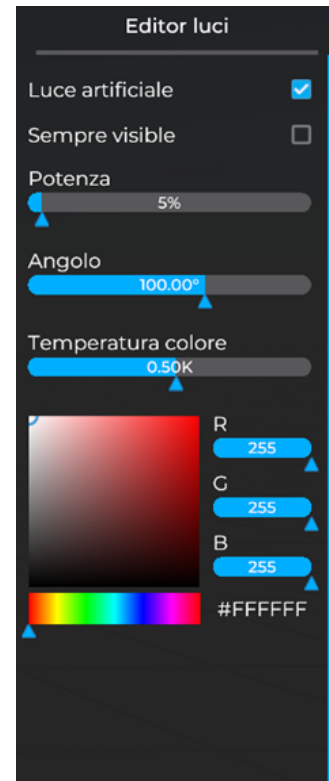 Editor luci
Luce artificiale
Sempre visible
Potenza
5%
Angolo
100.00°
Temperatura colore
0.50K
R
255
G
255
B
255
#FFFFFF